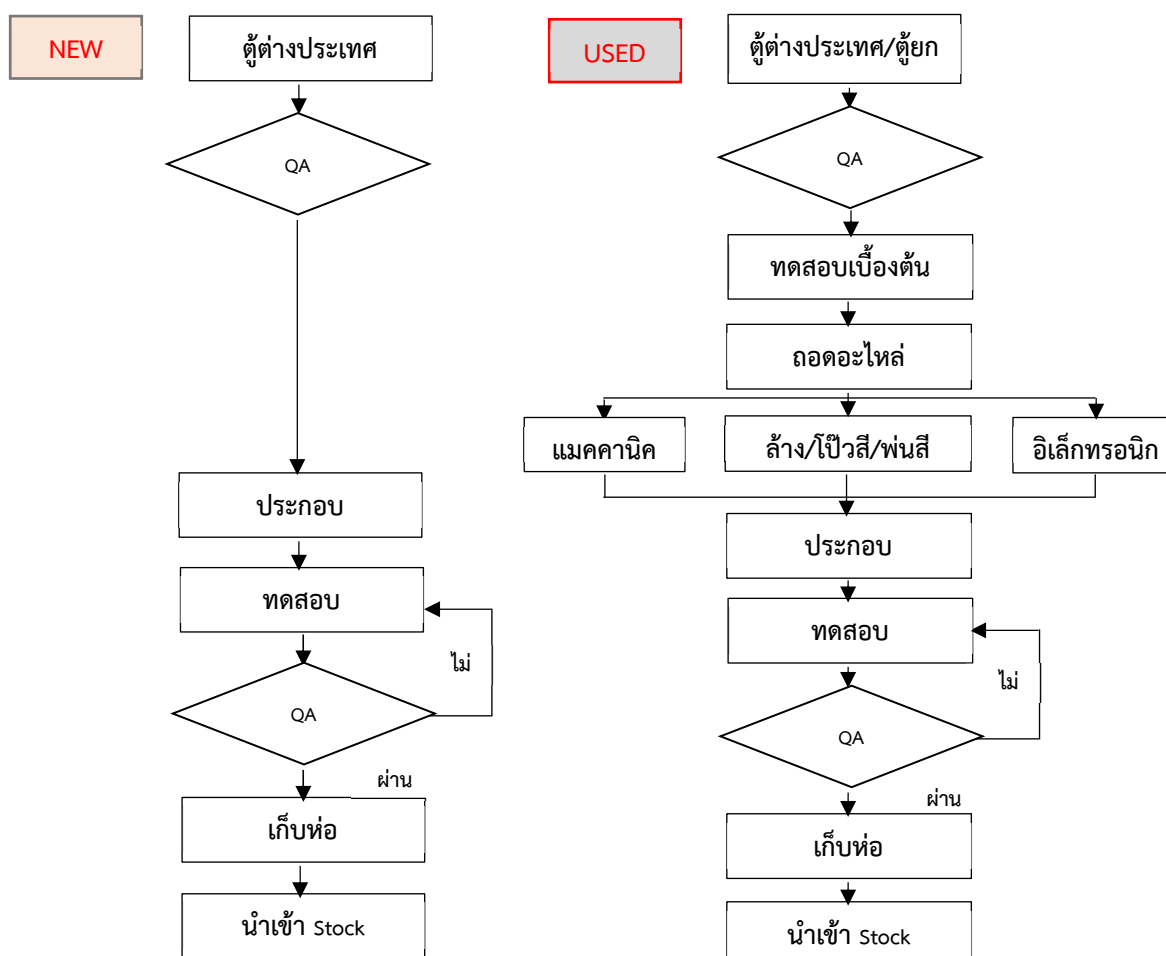 NEW
ตู้ต่างประเทศ
QA
ประกอบ
ทดสอบ
ไม่
QA
ผ่าน
เก็บห่อ
นำเข้า Stock
USED
ตู้ต่างประเทศ/ตู้ยก
QA
ทดสอบเบื้องต้น
ถอดอะไหล่
แมคคานิค
ล้าง/โป๊วสี/พ่นสี
อิเล็กทรอนิก
ประกอบ
ทดสอบ
ไม่
QA
ผ่าน
เก็บห่อ
นำเข้า Stock